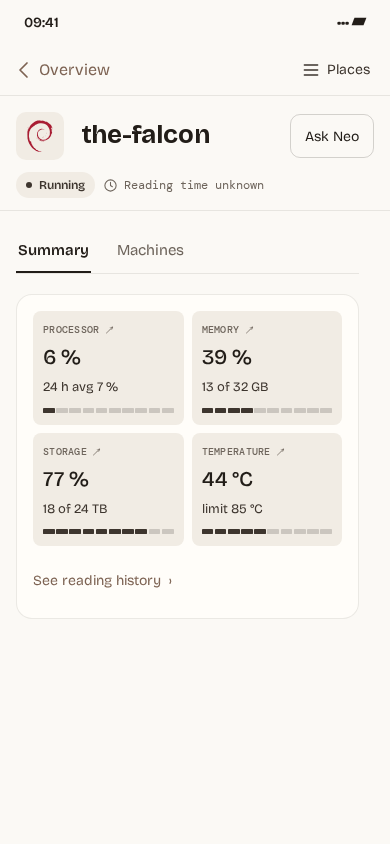 09:41
Overview
Places
the-falcon
Ask Neo
Running
Reading time unknown
Summary
Machines
PROCESSOR ↗
6 %
24 h avg 7 %
MEMORY ↗
39 %
13 of 32 GB
STORAGE ↗
77 %
18 of 24 TB
TEMPERATURE ↗
44 °C
limit 85 °C
See reading history ›